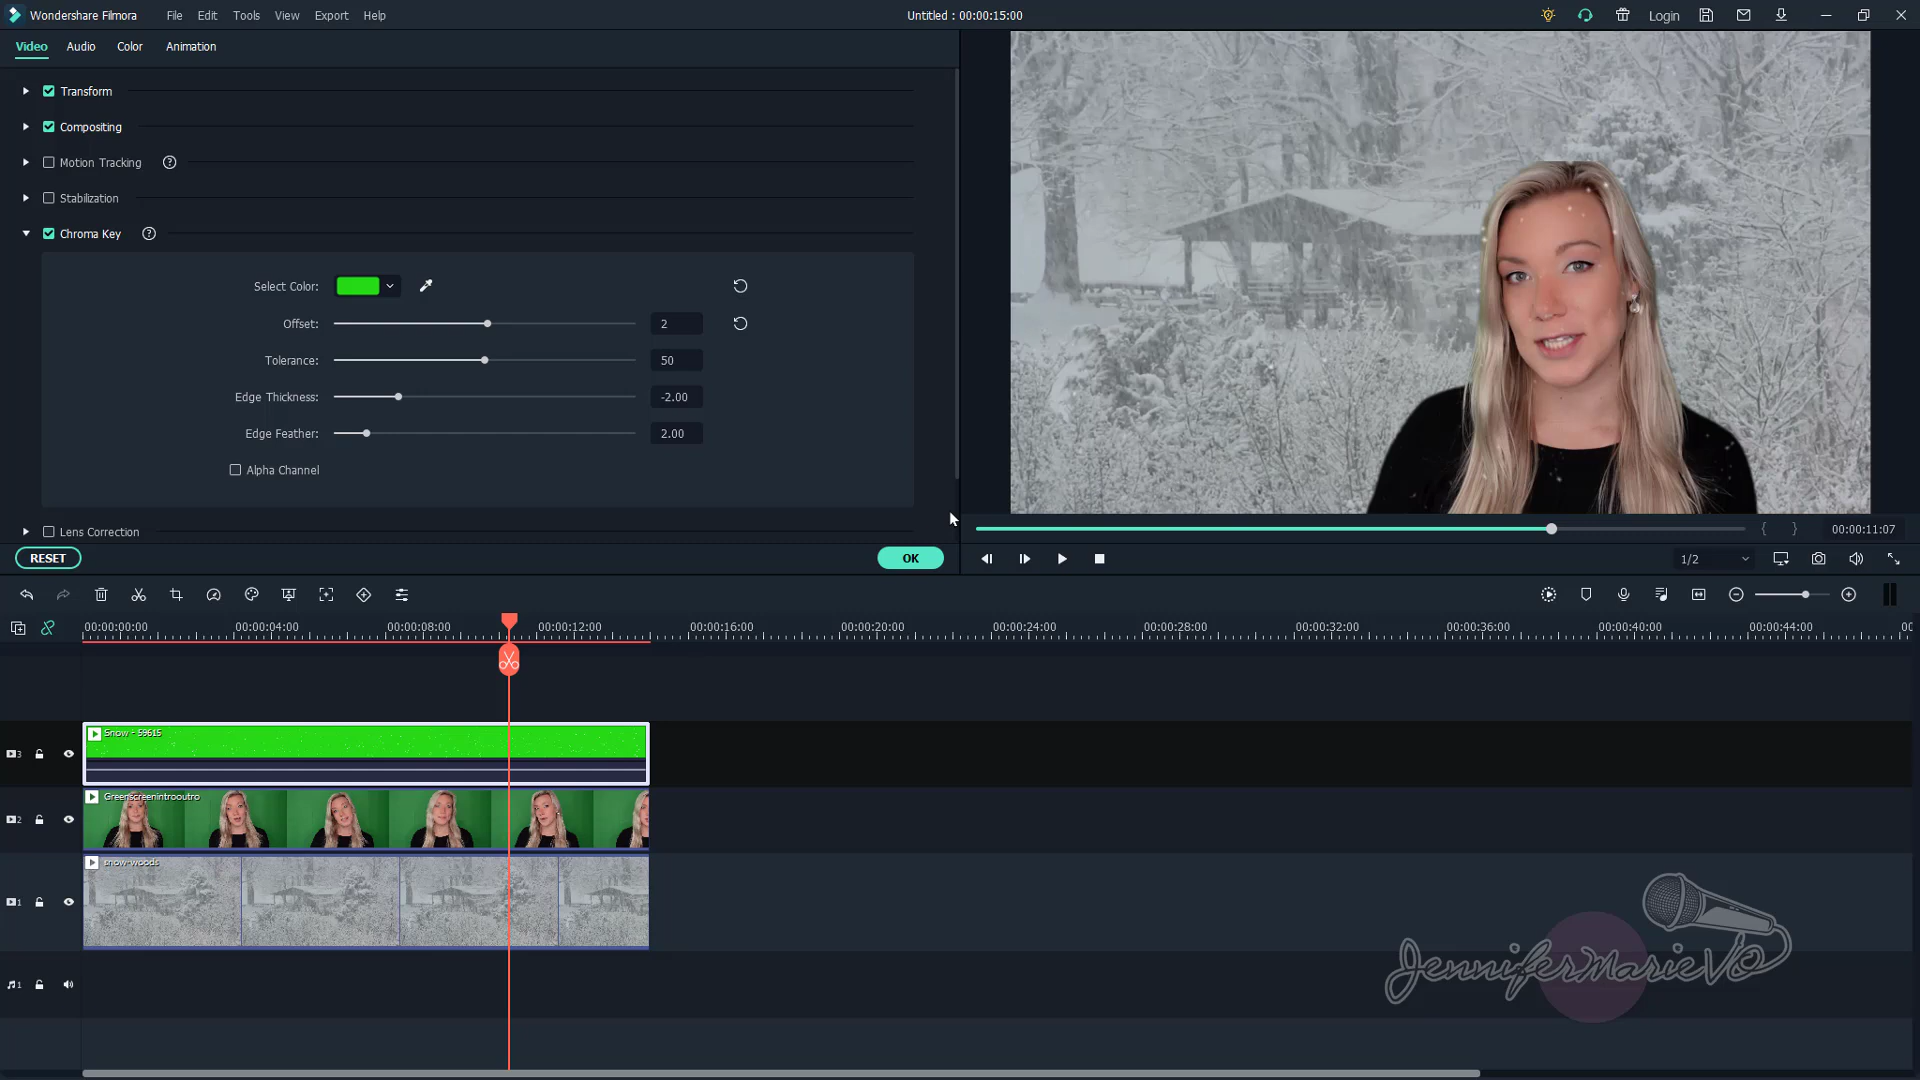 Wondershare Filmora File Edit Tools View Export Help Untitled : 00:00:15:00 Login
Video Audio Color Animation
Transform
Compositing
Motion Tracking ?
Stabilization
Chroma Key ?
Select Color:
Offset: 2
Tolerance: 50
Edge Thickness: -2.00
Edge Feather: 2.00
Alpha Channel
Lens Correction
{ } 00:00:11:07
RESET OK 1/2
00:00:00:00 00:00:04:00 00:00:08:00 00:00:12:00 00:00:16:00 00:00:20:00 00:00:24:00 00:00:28:00 00:00:32:00 00:00:36:00 00:00:40:00 00:00:44:00 00
Snow - 59615
3
Greenscreenintrooutro
2
snow-woods
1
JenniferMarieVO
1